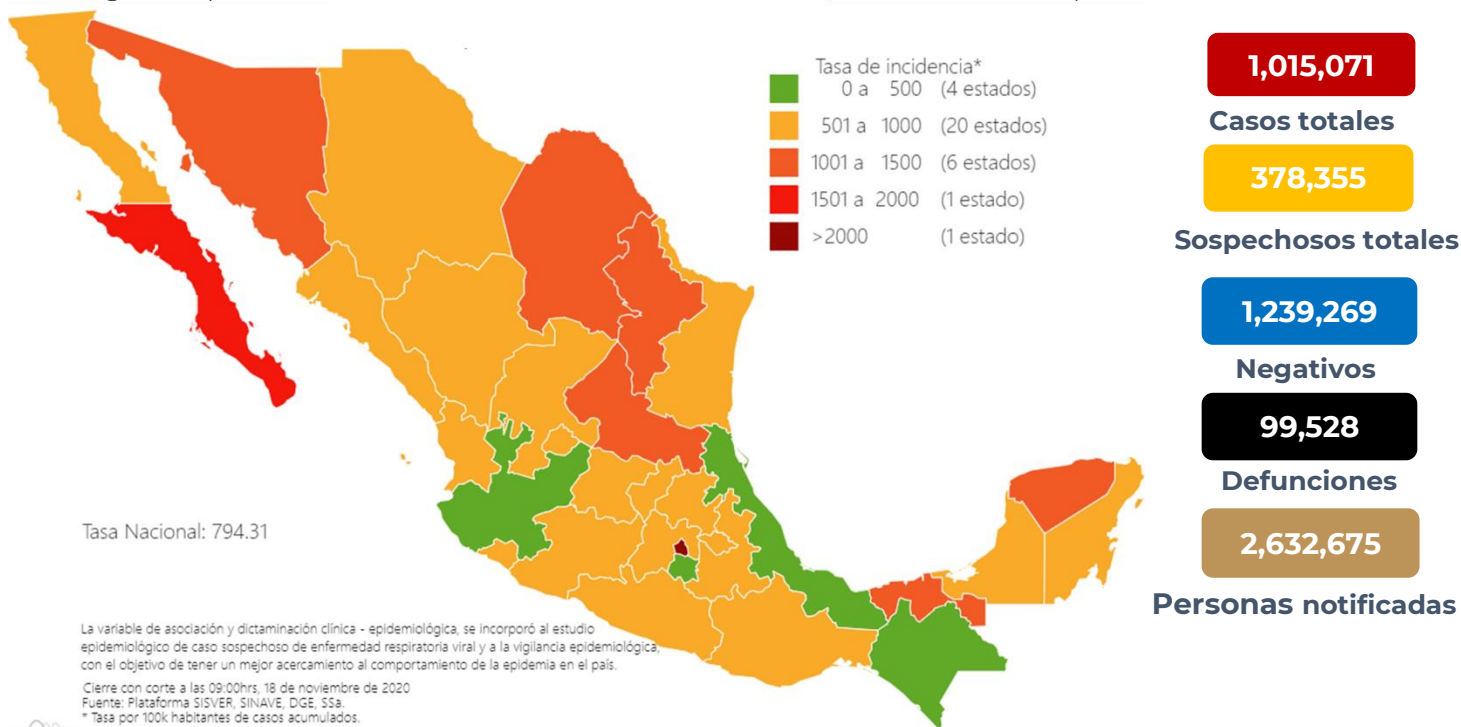 Tasa de incidencia*
0 a 500 (4 estados)
501 a 1000 (20 estados)
1001 a 1500 (6 estados)
1501 a 2000 (1 estado)
>2000 (1 estado)
1,015,071
Casos totales
378,355
Sospechosos totales
1,239,269
Negativos
99,528
Defunciones
2,632,675
Personas notificadas
Tasa Nacional: 794.31
La variable de asociación y dictaminación clínica - epidemiológica, se incorporó al estudio
epidemiológico de caso sospechoso de enfermedad respiratoria viral y a la vigilancia epidemiológica,
con el objetivo de tener un mejor acercamiento al comportamiento de la epidemia en el país.
Cierre con corte a las 09:00hrs, 18 de noviembre de 2020
Fuente: Plataforma SISVER, SINAVE, DGE, SSa.
* Tasa por 100k habitantes de casos acumulados.